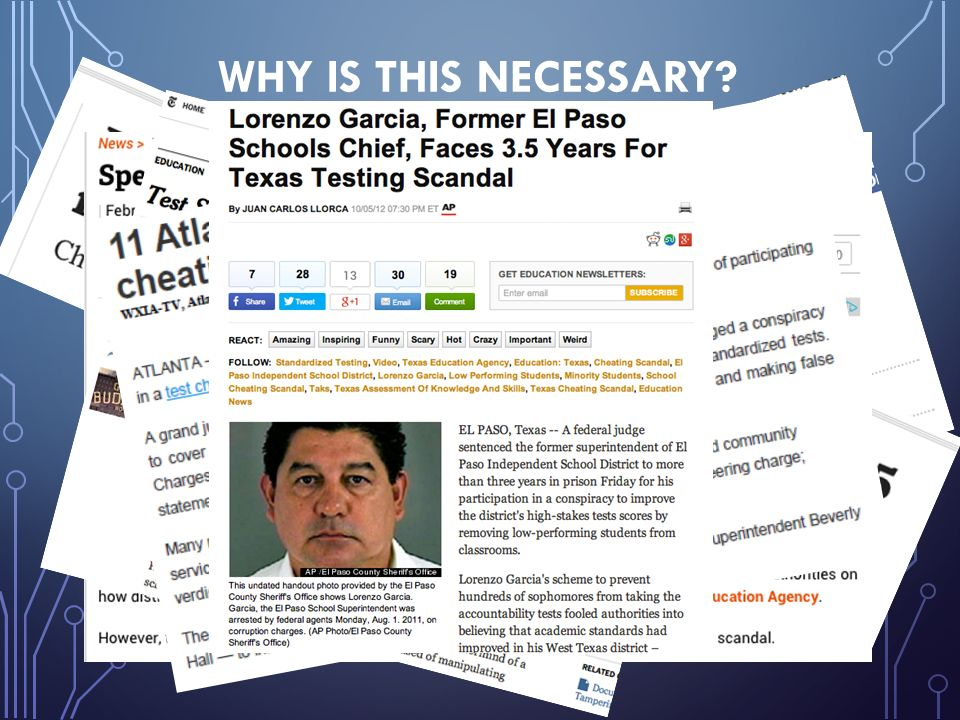 WHY IS THIS NECESSARY?
HOME
News >
EDUCATION
Spe
Test S
Febr
11 Atla
cheati
WXIA-TV, Atla
ATLANTA -
in a test ch
A grand ju
to cover
Charges
stateme
Many
servic
verdi
how distr
However,
The
Hall — to
Lorenzo Garcia, Former El Paso
Schools Chief, Faces 3.5 Years For
Texas Testing Scandal
By JUAN CARLOS LLORCA 10/05/12 07:30 PM ET AP
7 28 13 30 19
Share Tweet +1 Email Comment
GET EDUCATION NEWSLETTERS:
Enter email SUBSCRIBE
REACT: Amazing Inspiring Funny Scary Hot Crazy Important Weird
FOLLOW: Standardized Testing, Video, Texas Education Agency, Education: Texas, Cheating Scandal, El
Paso Independent School District, Lorenzo Garcia, Low Performing Students, Minority Students, School
Cheating Scandal, Taks, Texas Assessment Of Knowledge And Skills, Texas Cheating Scandal, Education
News
AP /El Paso County Sheriff's Office
This undated handout photo provided by the El Paso
County Sheriff's Office shows Lorenzo Garcia.
Garcia, the El Paso School Superintendent was
arrested by federal agents Monday, Aug. 1. 2011, on
corruption charges. (AP Photo/El Paso County
Sheriff's Office)
EL PASO, Texas -- A federal judge
sentenced the former superintendent of El
Paso Independent School District to more
than three years in prison Friday for his
participation in a conspiracy to improve
the district's high-stakes tests scores by
removing low-performing students from
classrooms.
Lorenzo Garcia's scheme to prevent
hundreds of sophomores from taking the
accountability tests fooled authorities into
believing that academic standards had
improved in his West Texas district –
of participating
ged a conspiracy
andardized tests.
and making false
d community
eering charge;
uperintendent Beverly
horities on
ucation Agency.
scandal.
ermind of a
sed of manipulating
RELATED
Docu
Tamperin